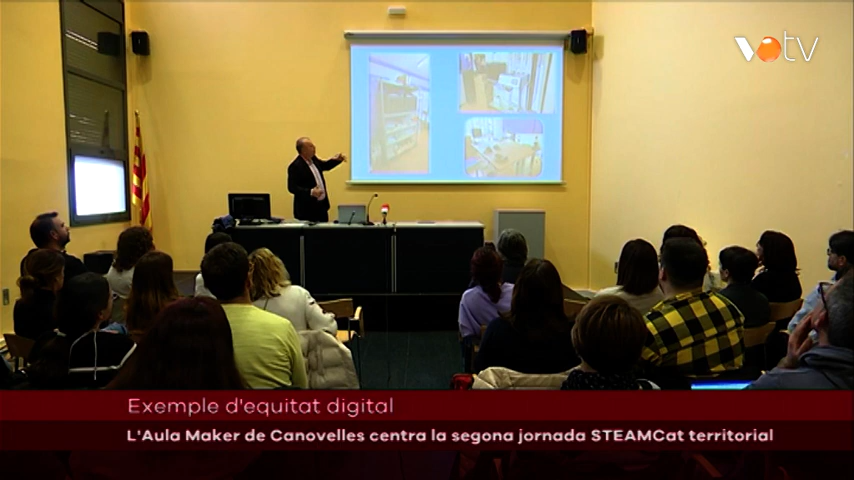 votv
Exemple d'equitat digital
L'Aula Maker de Canovelles centra la segona jornada STEAMCat territorial